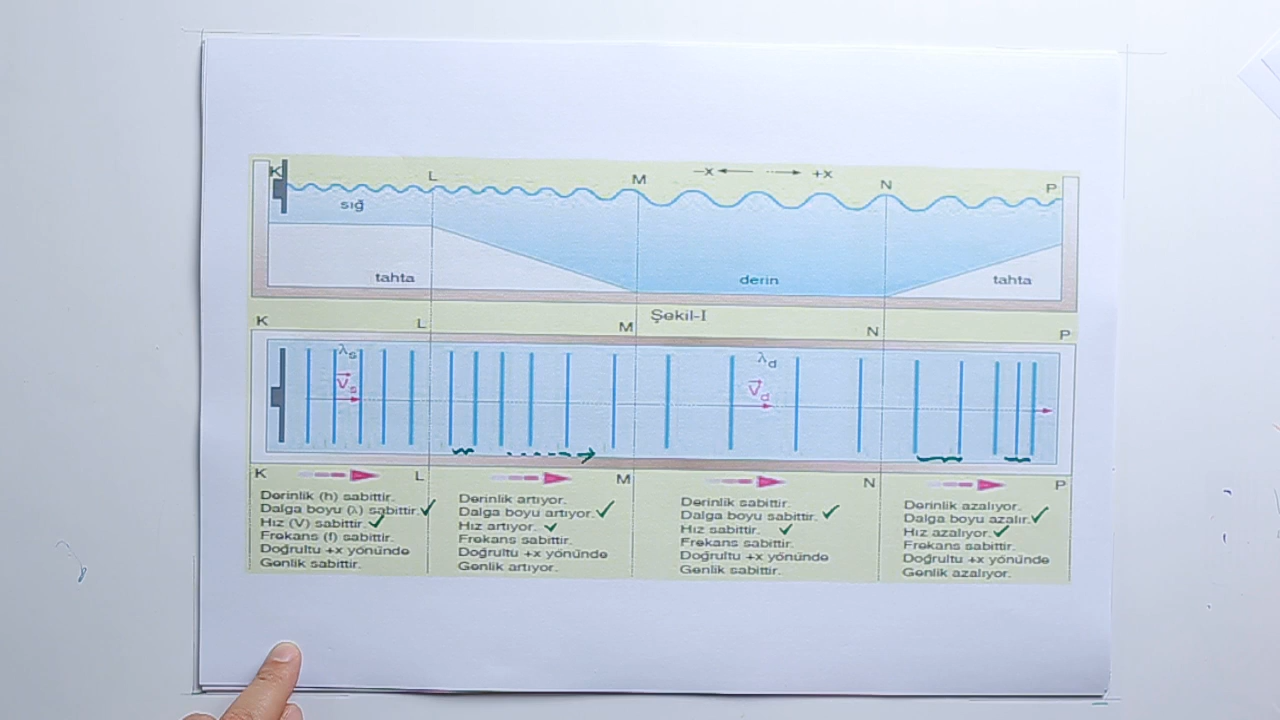 K
L
M
−x
+x
N
P
sığ
tahta
derin
tahta
Şekil-I
K
L
M
N
P
λs
Vs
λd
Vd
K
L
M
N
P
Derinlik (h) sabittir.
Dalga boyu (λ) sabittir.
Hız (V) sabittir.
Frekans (f) sabittir.
Doğrultu +x yönünde
Genlik sabittir.
Derinlik artıyor.
Dalga boyu artıyor.
Hız artıyor.
Frekans sabittir.
Doğrultu +x yönünde
Genlik artıyor.
Derinlik sabittir.
Dalga boyu sabittir.
Hız sabittir.
Frekans sabittir.
Doğrultu +x yönünde
Genlik sabittir.
Derinlik azalıyor.
Dalga boyu azalır.
Hız azalıyor.
Frekans sabittir.
Doğrultu +x yönünde
Genlik azalıyor.